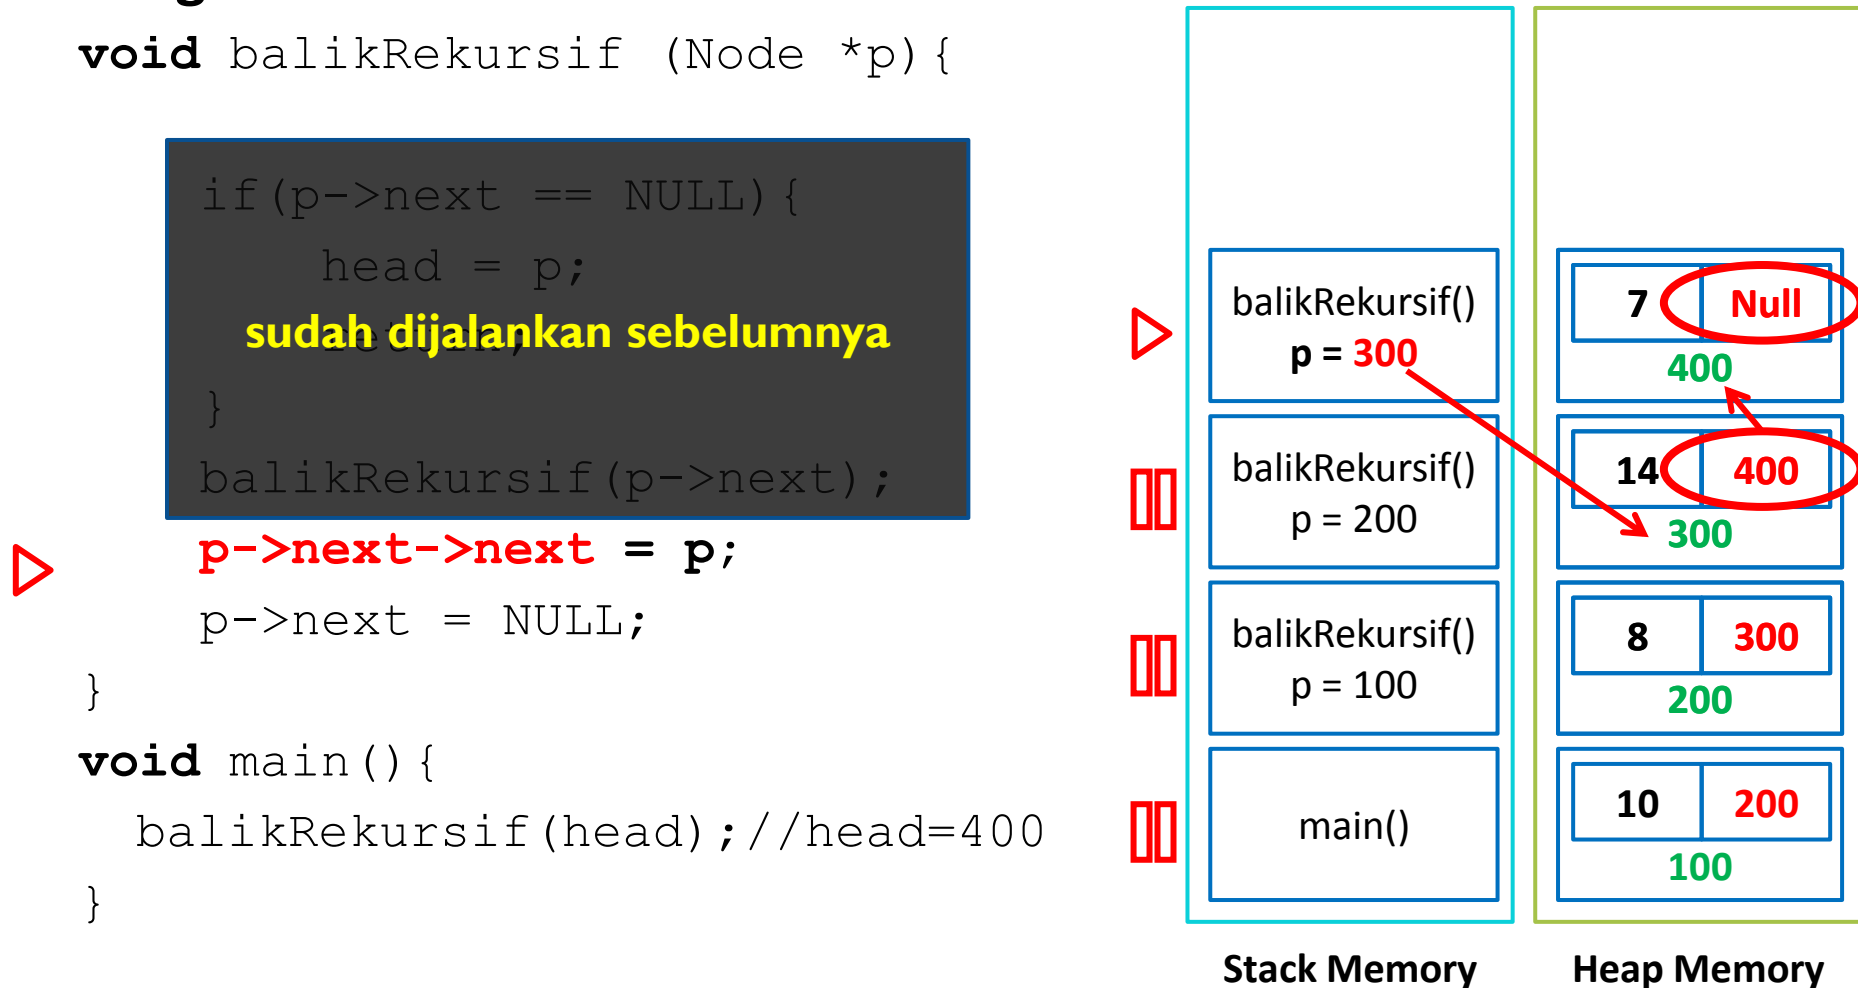 void balikRekursif (Node *p){
if(p->next == NULL){
head = p;
return;
sudah dijalankan sebelumnya
}
balikRekursif(p->next);
p->next->next = p;
p->next = NULL;
}
void main(){
balikRekursif(head);//head=400
}
balikRekursif()
p = 300
balikRekursif()
p = 200
balikRekursif()
p = 100
main()
Stack Memory
7 Null
400
14 400
300
8 300
200
10 200
100
Heap Memory